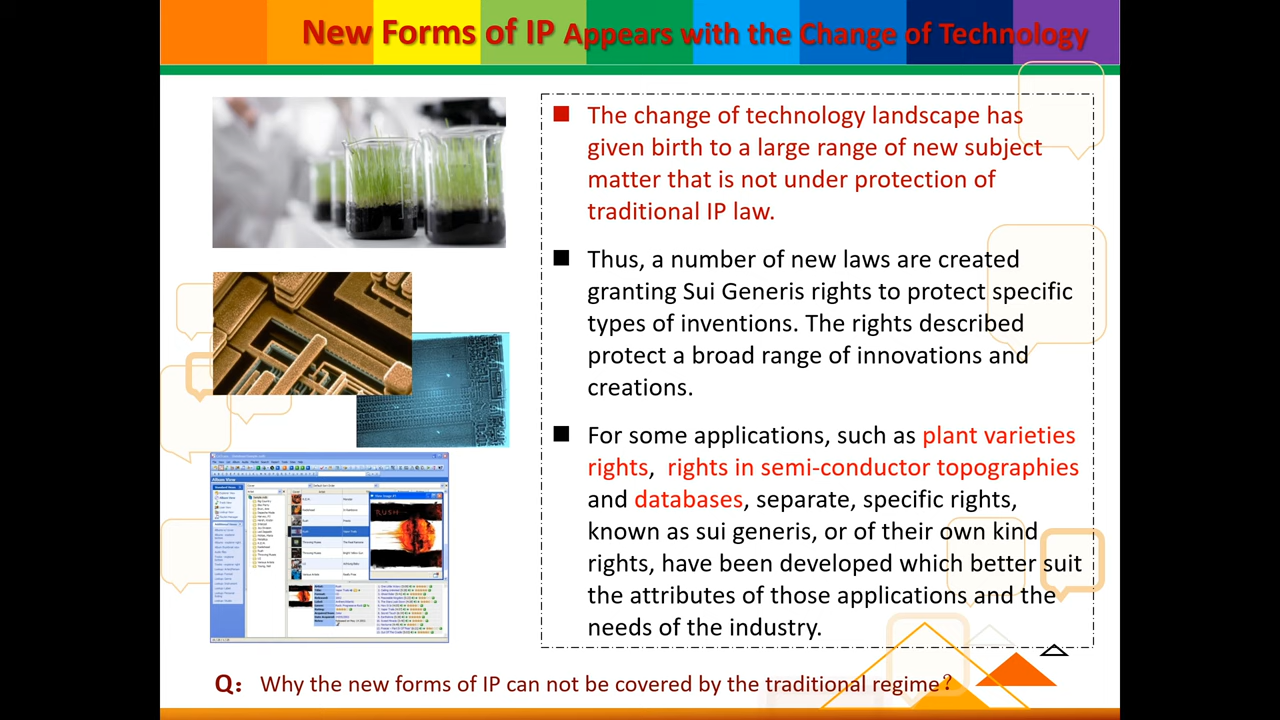 New Forms of IP Appears with the Change of Technology
The change of technology landscape has
given birth to a large range of new subject
matter that is not under protection of
traditional IP law.
Thus, a number of new laws are created
granting Sui Generis rights to protect specific
types of inventions. The rights described
protect a broad range of innovations and
creations.
For some applications, such as plant varieties
rights, rights in semi-conductor topographies
and databases, separate, specific rights,
known as sui generis, or of their own kind
rights, have been developed which better suit
the attributes of those applications and the
needs of the industry.
Q： Why the new forms of IP can not be covered by the traditional regime?